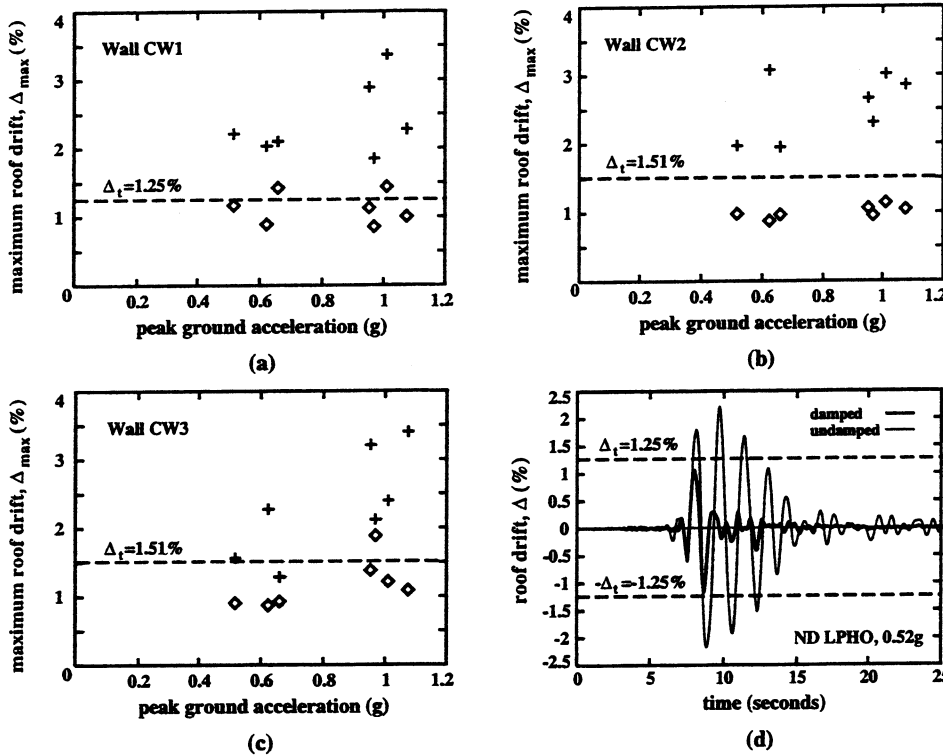 4
3
2
1
0
maximum roof drift, Δmax (%)
Wall CW1
Δt=1.25%
0 0.2 0.4 0.6 0.8 1 1.2
peak ground acceleration (g)
(a)
4
3
2
1
0
maximum roof drift, Δmax (%)
Wall CW2
Δt=1.51%
0 0.2 0.4 0.6 0.8 1 1.2
peak ground acceleration (g)
(b)
4
3
2
1
0
maximum roof drift, Δmax (%)
Wall CW3
Δt=1.51%
0 0.2 0.4 0.6 0.8 1 1.2
peak ground acceleration (g)
(c)
2.5
2
1.5
1
0.5
0
-0.5
-1
-1.5
-2
-2.5
roof drift, Δ (%)
damped
undamped
Δt=1.25%
-Δt=-1.25%
ND LPHO, 0.52g
0 5 10 15 20 25
time (seconds)
(d)